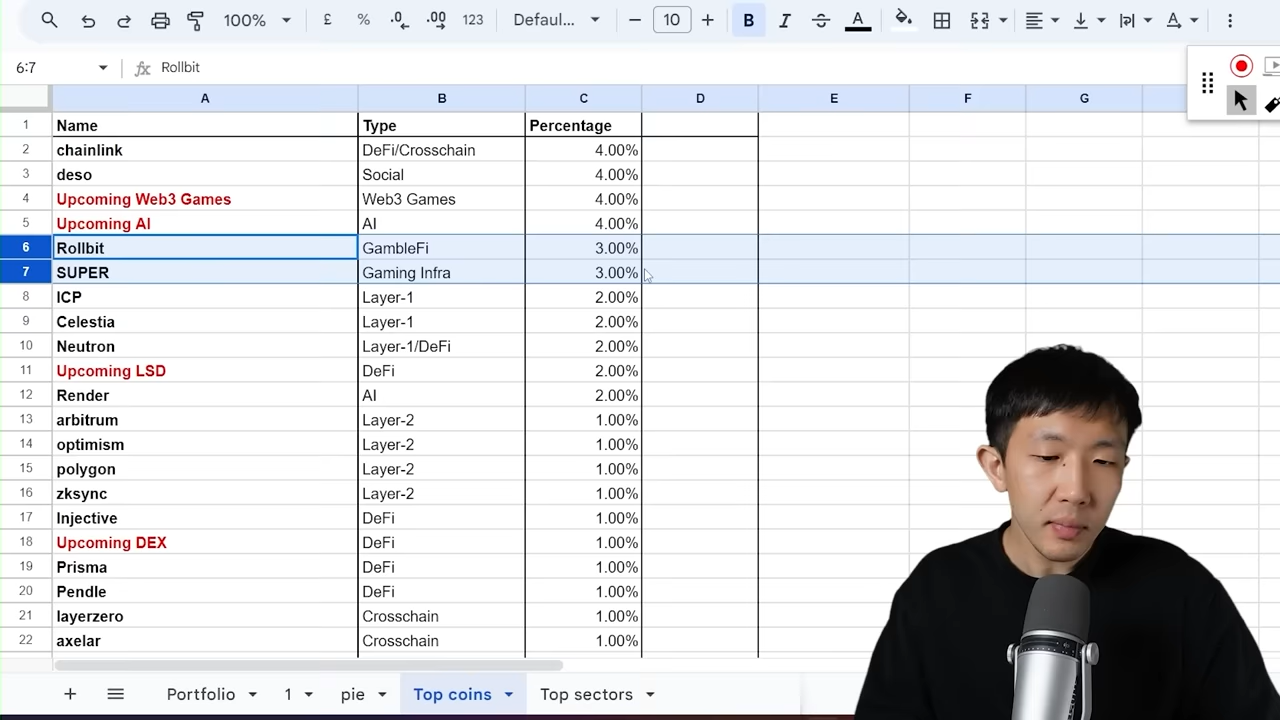 100% £ % .0 .00 123 Defaul... 10 B I A
6:7 fx Rollbit
A B C D E F G
1 Name Type Percentage
2 chainlink DeFi/Crosschain 4.00%
3 deso Social 4.00%
4 Upcoming Web3 Games Web3 Games 4.00%
5 Upcoming AI AI 4.00%
6 Rollbit GambleFi 3.00%
7 SUPER Gaming Infra 3.00%
8 ICP Layer-1 2.00%
9 Celestia Layer-1 2.00%
10 Neutron Layer-1/DeFi 2.00%
11 Upcoming LSD DeFi 2.00%
12 Render AI 2.00%
13 arbitrum Layer-2 1.00%
14 optimism Layer-2 1.00%
15 polygon Layer-2 1.00%
16 zksync Layer-2 1.00%
17 Injective DeFi 1.00%
18 Upcoming DEX DeFi 1.00%
19 Prisma DeFi 1.00%
20 Pendle DeFi 1.00%
21 layerzero Crosschain 1.00%
22 axelar Crosschain 1.00%
Portfolio 1 pie Top coins Top sectors